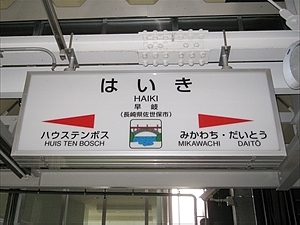 はいき
HAIKI
早岐
（長崎県佐世保市）
ハウステンボス
HUIS TEN BOSCH
みかわち・だいとう
MIKAWACHI DAITŌ